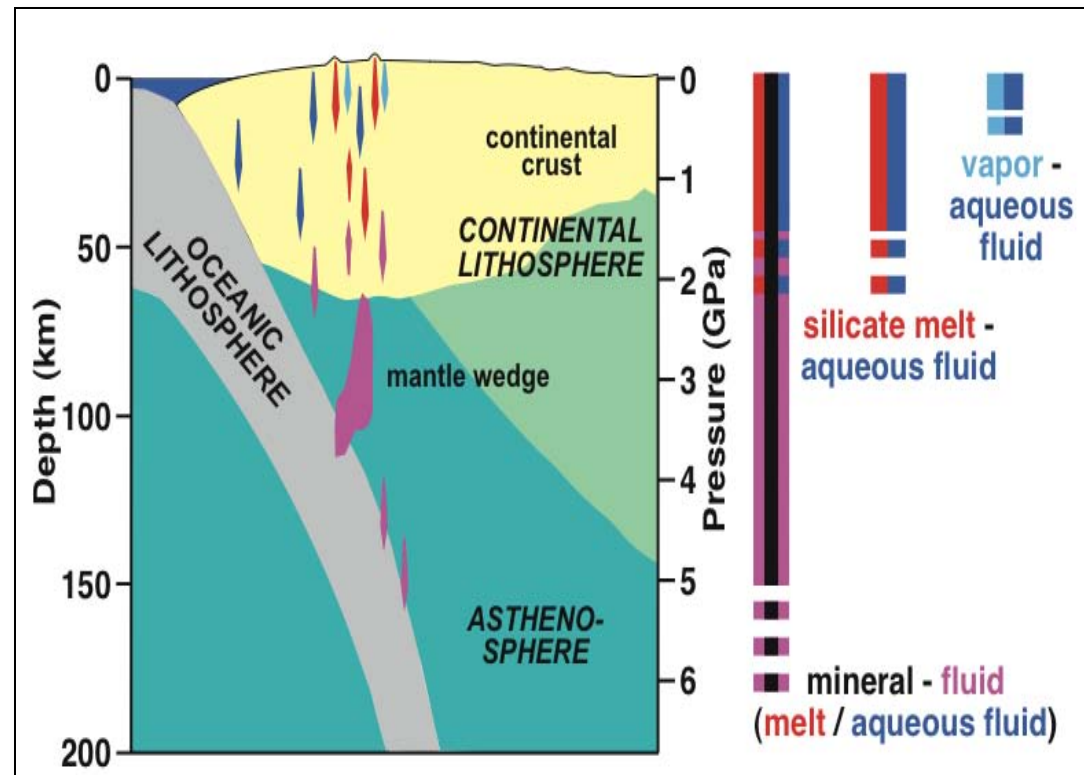 0
50
100
150
200
Depth (km)
OCEANIC
LITHOSPHERE
continental
crust
CONTINENTAL
LITHOSPHERE
mantle wedge
ASTHENO-
SPHERE
0
1
2
3
4
5
6
Pressure (GPa)
vapor -
aqueous
fluid
silicate melt -
aqueous fluid
mineral - fluid
(melt / aqueous fluid)